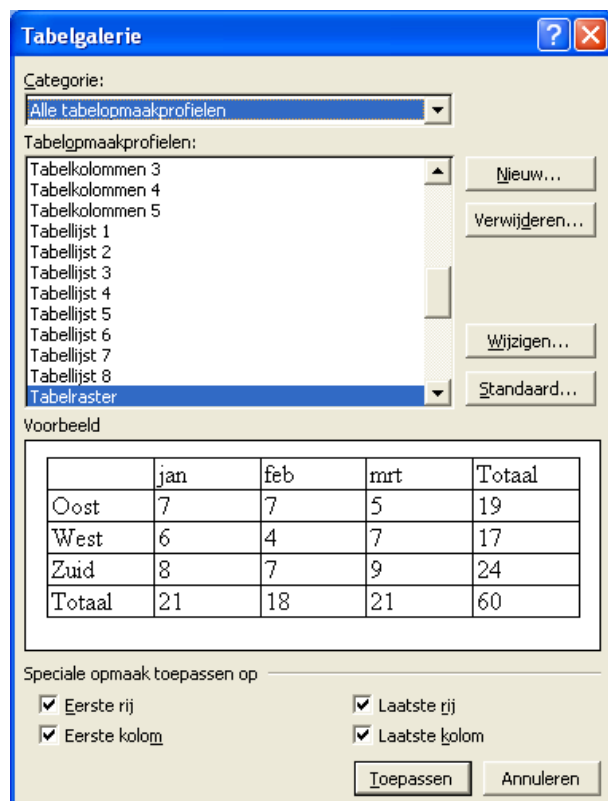 Tabelgalerie
Categorie:
Alle tabelopmaakprofielen
Tabelopmaakprofielen:
Tabelkolommen 3
Tabelkolommen 4
Tabelkolommen 5
Tabellijst 1
Tabellijst 2
Tabellijst 3
Tabellijst 4
Tabellijst 5
Tabellijst 6
Tabellijst 7
Tabellijst 8
Tabelraster
Nieuw...
Verwijderen...
Wijzigen...
Standaard...
Voorbeeld
jan feb mrt Totaal
Oost 7 7 5 19
West 6 4 7 17
Zuid 8 7 9 24
Totaal 21 18 21 60
Speciale opmaak toepassen op
Eerste rij Laatste rij
Eerste kolom Laatste kolom
Toepassen Annuleren